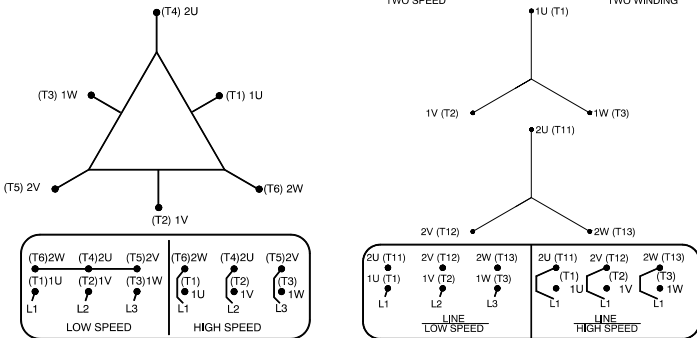 (T4) 2U
(T3) 1W
(T1) 1U
(T5) 2V
(T6) 2W
(T2) 1V
(T6)2W (T4)2U (T5)2V
(T1)1U (T2)1V (T3)1W
L1 L2 L3
LOW SPEED
(T6)2W (T4)2U (T5)2V
(T1) (T2) (T3)
1U 1V 1W
L1 L2 L3
HIGH SPEED
TWO SPEED TWO WINDING
1U (T1)
1V (T2)
1W (T3)
2U (T11)
2V (T12)
2W (T13)
2U (T11) 2V (T12) 2W (T13)
1U (T1) 1V (T2) 1W (T3)
L1 L2 L3
LINE
LOW SPEED
2U (T11) 2V (T12) 2W (T13)
(T1) (T2) (T3)
1U 1V 1W
L1 L1 L1
LINE
HIGH SPEED